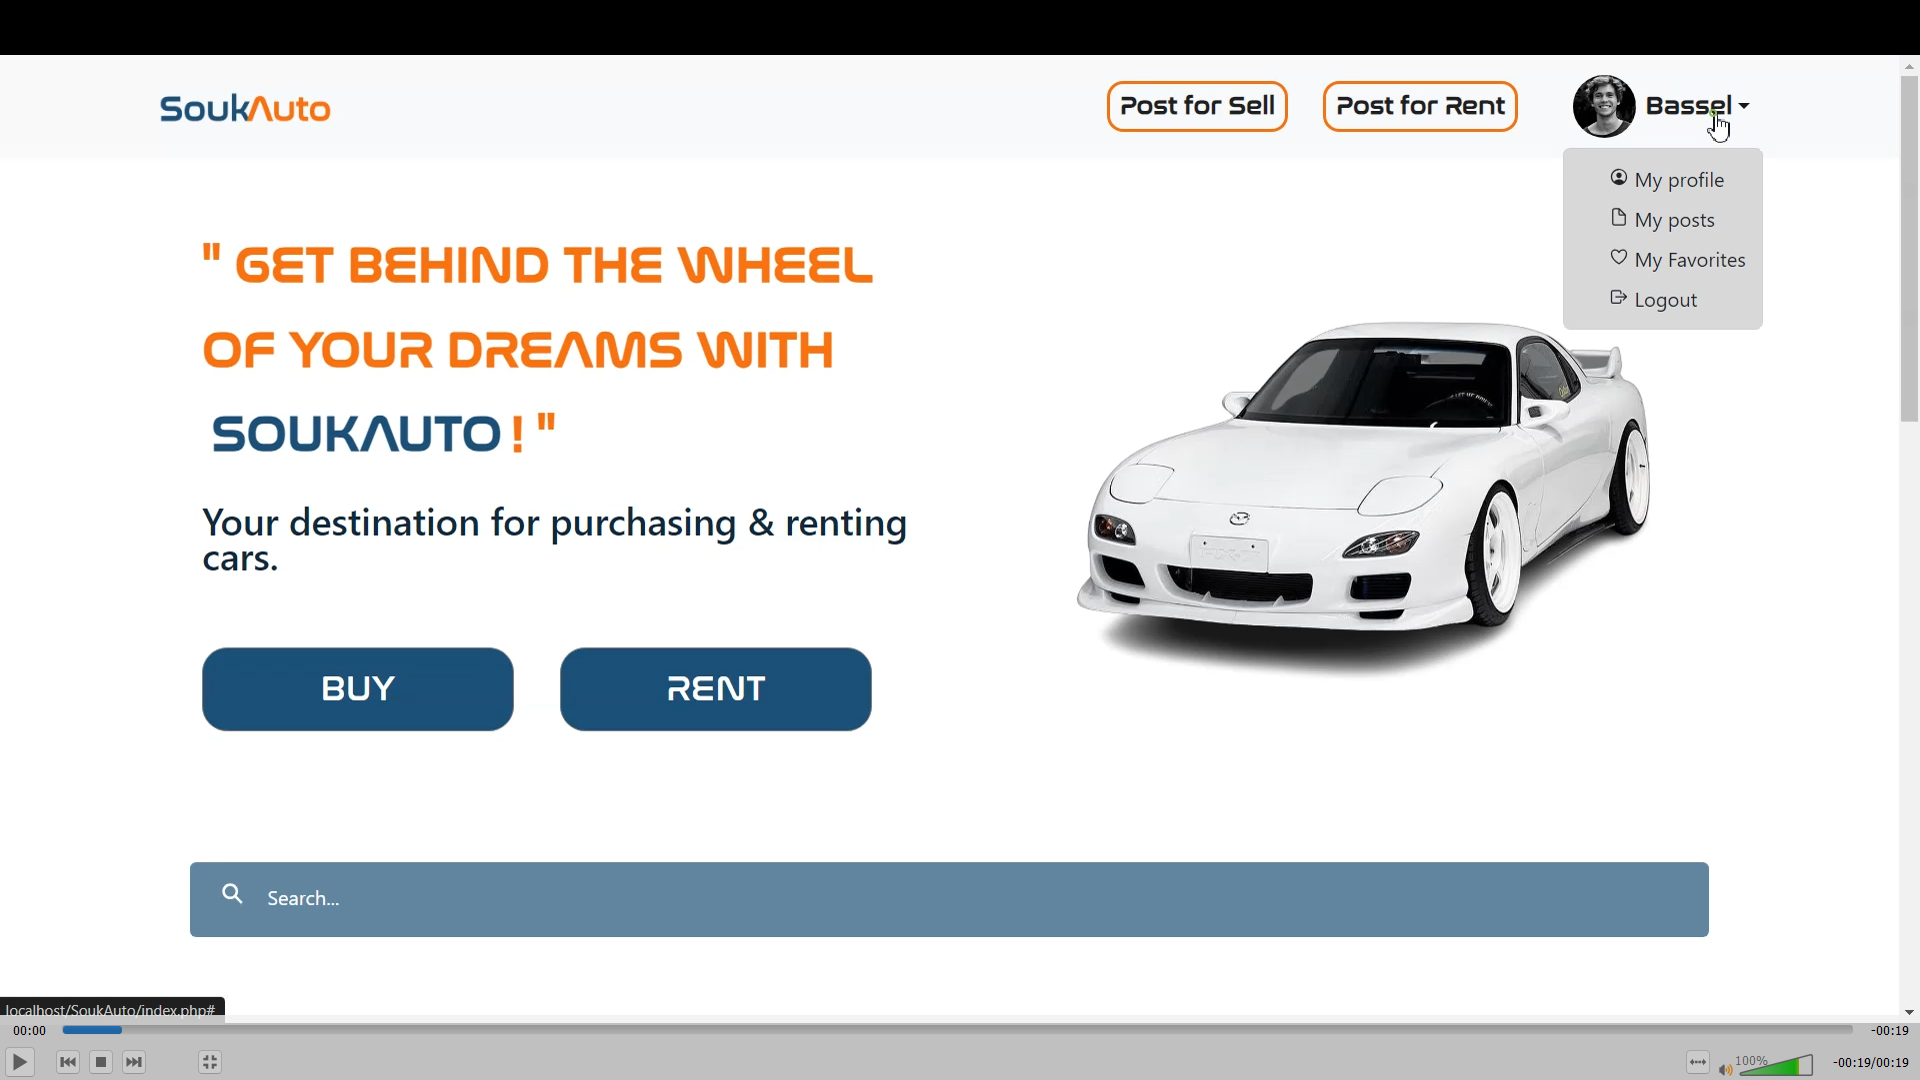 SoukAuto
Post for Sell
Post for Rent
Bassel
My profile
My posts
My Favorites
Logout
" GET BEHIND THE WHEEL
OF YOUR DREAMS WITH
SOUKAUTO ! "
Your destination for purchasing & renting
cars.
BUY
RENT
Search...
localhost/SoukAuto/index.php#
00:00
-00:19
100%
-00:19/00:19